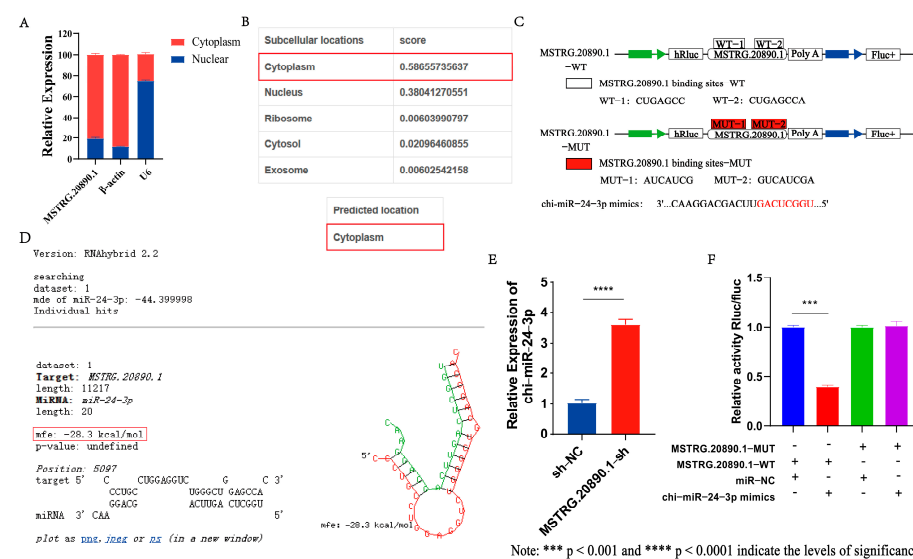 A
Relative Expression
120
100
80
60
40
20
0
Cytoplasm
Nuclear
MSTRG.20890.1
β-actin
U6
B
Subcellular locations score
Cytoplasm 0.58655735637
Nucleus 0.38041270551
Ribosome 0.00603990797
Cytosol 0.02096460855
Exosome 0.00602542158
Predicted location
Cytoplasm
C
MSTRG.20890.1
-WT
hRluc
WT-1 WT-2
MSTRG.20890.1
Poly A
Fluc+
MSTRG.20890.1 binding sites WT
WT-1: CUGAGCC WT-2: CUGAGCCA
MSTRG.20890.1
-MUT
hRluc
MUT-1 MUT-2
MSTRG.20890.1
Poly A
Fluc+
MSTRG.20890.1 binding sites-MUT
MUT-1: AUCAUCG MUT-2: GUCAUCGA
chi-miR-24-3p mimics: 3'...CAAGGACGACUUGACUCGGU...5'
D
Version: RNAhybrid 2.2
searching
dataset: 1
mde of miR-24-3p: -44.399998
Individual hits
dataset: 1
Target: MSTRG.20890.1
length: 11217
MiRNA: miR-24-3p
length: 20
mfe: -28.3 kcal/mol
p-value: undefined
Position: 5097
target 5' C CUGGAGGUC G C 3'
CCUGC UGGGCU GAGCCA
GGACG ACUUGA CUCGGU
miRNA 3' CAA 5'
plot as png, jpeg or ps (in a new window)
5'
mfe: -28.3 kcal/mol
E
Relative Expression of
chi-miR-24-3p
5
4
3
2
1
0
****
sh-NC
MSTRG.20890.1-sh
F
Relative activity Rluc/fluc
1.5
1.0
0.5
0.0
***
MSTRG.20890.1-MUT - - + +
MSTRG.20890.1-WT + + - -
miR-NC + - + -
chi-miR-24-3p mimics - + - +
Note: *** p < 0.001 and **** p < 0.0001 indicate the levels of significanc